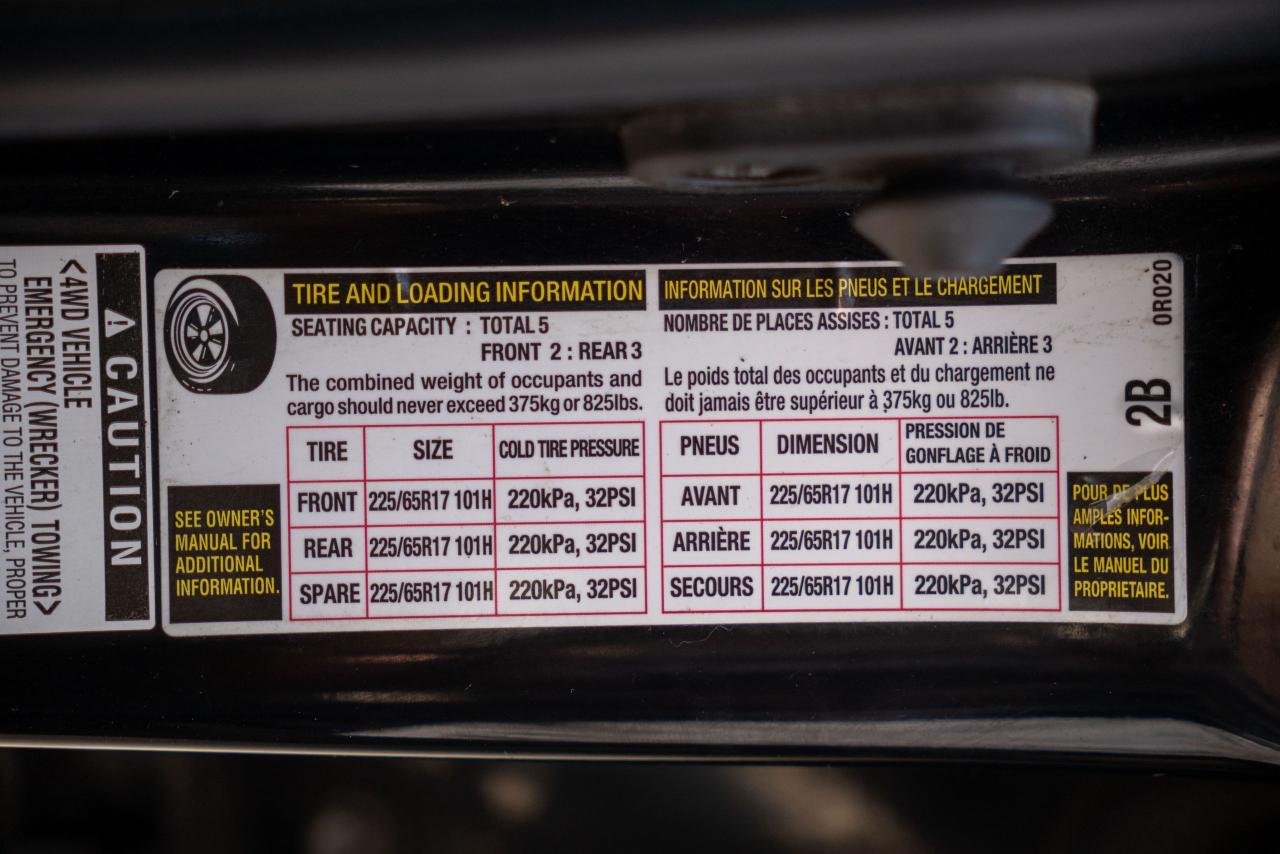 ⚠ CAUTION
<4WD VEHICLE
EMERGENCY (WRECKER) TOWING>
TO PREVENT DAMAGE TO THE VEHICLE, PROPER
TIRE AND LOADING INFORMATION
SEATING CAPACITY : TOTAL 5
FRONT 2 : REAR 3
The combined weight of occupants and
cargo should never exceed 375kg or 825lbs.
TIRE SIZE COLD TIRE PRESSURE
FRONT 225/65R17 101H 220kPa, 32PSI
REAR 225/65R17 101H 220kPa, 32PSI
SPARE 225/65R17 101H 220kPa, 32PSI
SEE OWNER'S
MANUAL FOR
ADDITIONAL
INFORMATION.
INFORMATION SUR LES PNEUS ET LE CHARGEMENT
NOMBRE DE PLACES ASSISES : TOTAL 5
AVANT 2 : ARRIÈRE 3
Le poids total des occupants et du chargement ne
doit jamais être supérieur à 375kg ou 825lb.
PNEUS DIMENSION PRESSION DE
GONFLAGE À FROID
AVANT 225/65R17 101H 220kPa, 32PSI
ARRIÈRE 225/65R17 101H 220kPa, 32PSI
SECOURS 225/65R17 101H 220kPa, 32PSI
POUR DE PLUS
AMPLES INFOR-
MATIONS, VOIR
LE MANUEL DU
PROPRIETAIRE.
0R020
2B